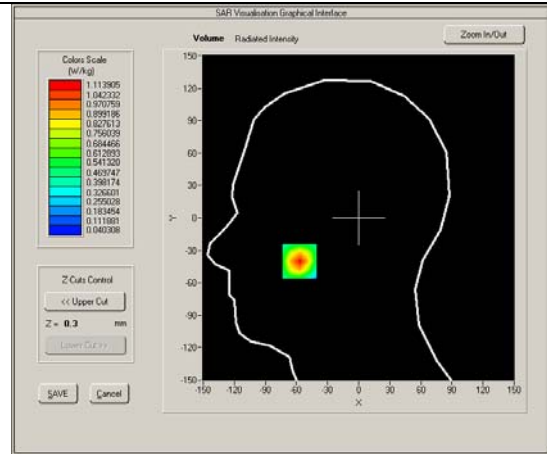 SAR Visualisation Graphical Interface
Volume Radiated Intensity
Zoom In/Out
Colors Scale
(W/kg)
1.113905
1.042332
0.970759
0.899186
0.827613
0.756039
0.684466
0.612893
0.541320
0.469747
0.398174
0.326601
0.255028
0.183454
0.111881
0.040308
Z Cuts Control
<< Upper Cut
Z = 0.3 mm
Lower Cut >>
SAVE Cancel
150
120
90
60
30
0
-30
-60
-90
-120
-150
Y
-150 -120 -90 -60 -30 0 30 60 90 120 150
X